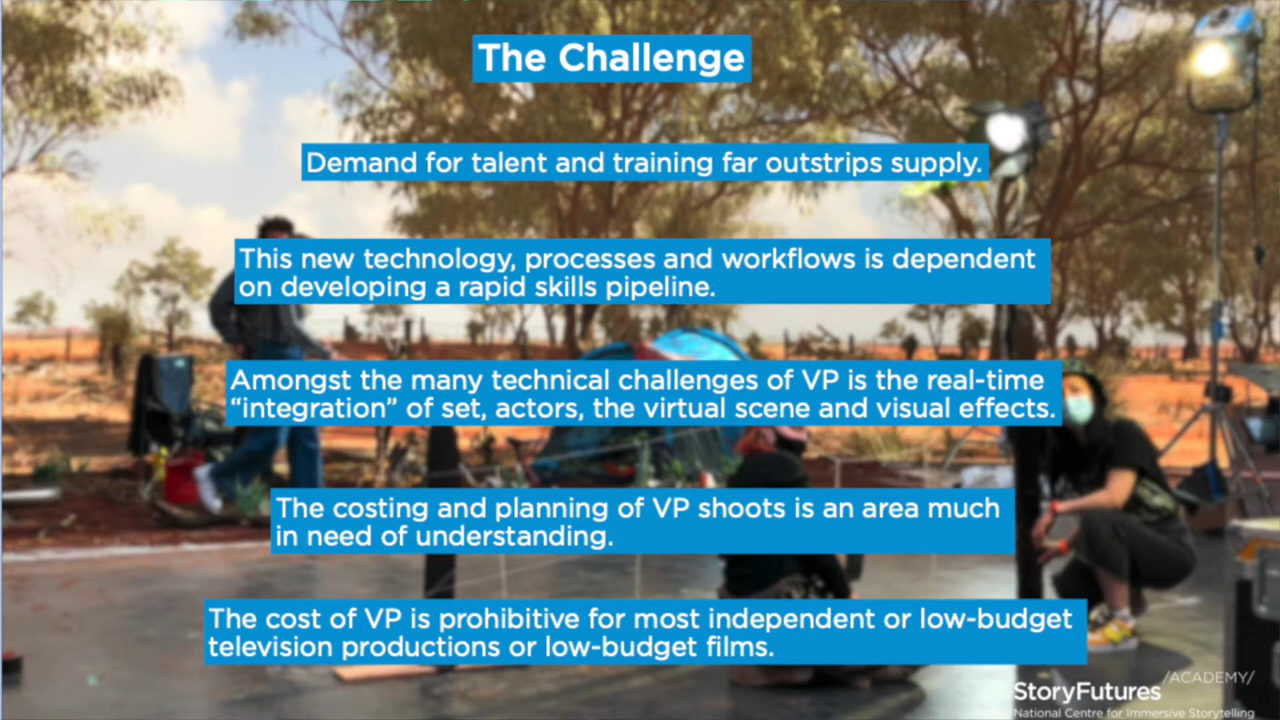 The Challenge
Demand for talent and training far outstrips supply.
This new technology, processes and workflows is dependent
on developing a rapid skills pipeline.
Amongst the many technical challenges of VP is the real-time
“integration” of set, actors, the virtual scene and visual effects.
The costing and planning of VP shoots is an area much
in need of understanding.
The cost of VP is prohibitive for most independent or low-budget
television productions or low-budget films.
/ACADEMY/
StoryFutures
National Centre for Immersive Storytelling